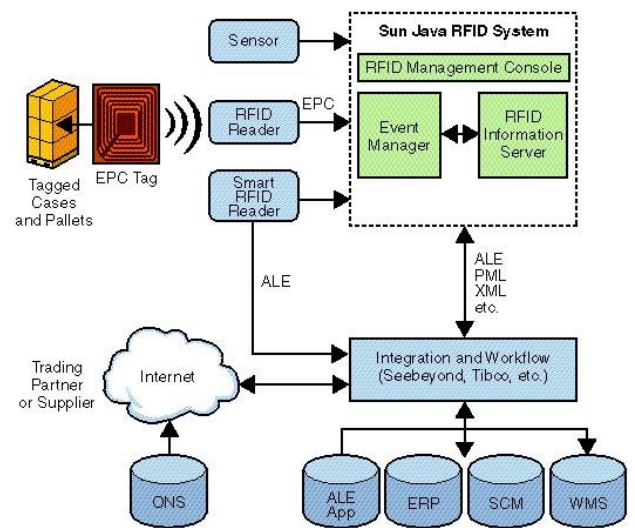 Sun Java RFID System
Sensor
RFID Management Console
RFID
Reader
EPC
Event
Manager
RFID
Information
Server
Tagged
Cases
and Pallets
EPC Tag
Smart
RFID
Reader
ALE
ALE
PML
XML
etc.
Trading
Partner
or Supplier
Internet
Integration and Workflow
(Seebeyond, Tibco, etc.)
ONS
ALE
App
ERP
SCM
WMS